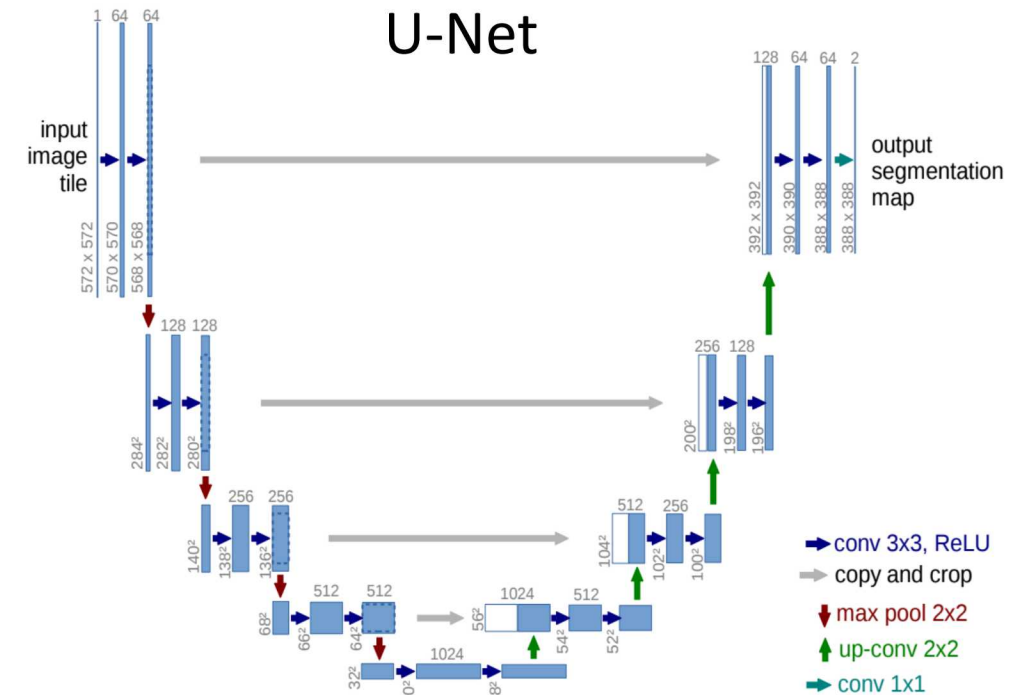 U-Net
1 64 64
input
image
tile
572 x 572
570 x 570
568 x 568
128 64 64 2
output
segmentation
map
392 x 392
390 x 390
388 x 388
388 x 388
128 128
284²
282²
280²
256 128
200²
198²
196²
256 256
140²
138²
136²
512 256
104²
102²
100²
512 512
68²
66²
64²
1024 512
56²
54²
52²
1024
32²
conv 3x3, ReLU
copy and crop
max pool 2x2
up-conv 2x2
conv 1x1